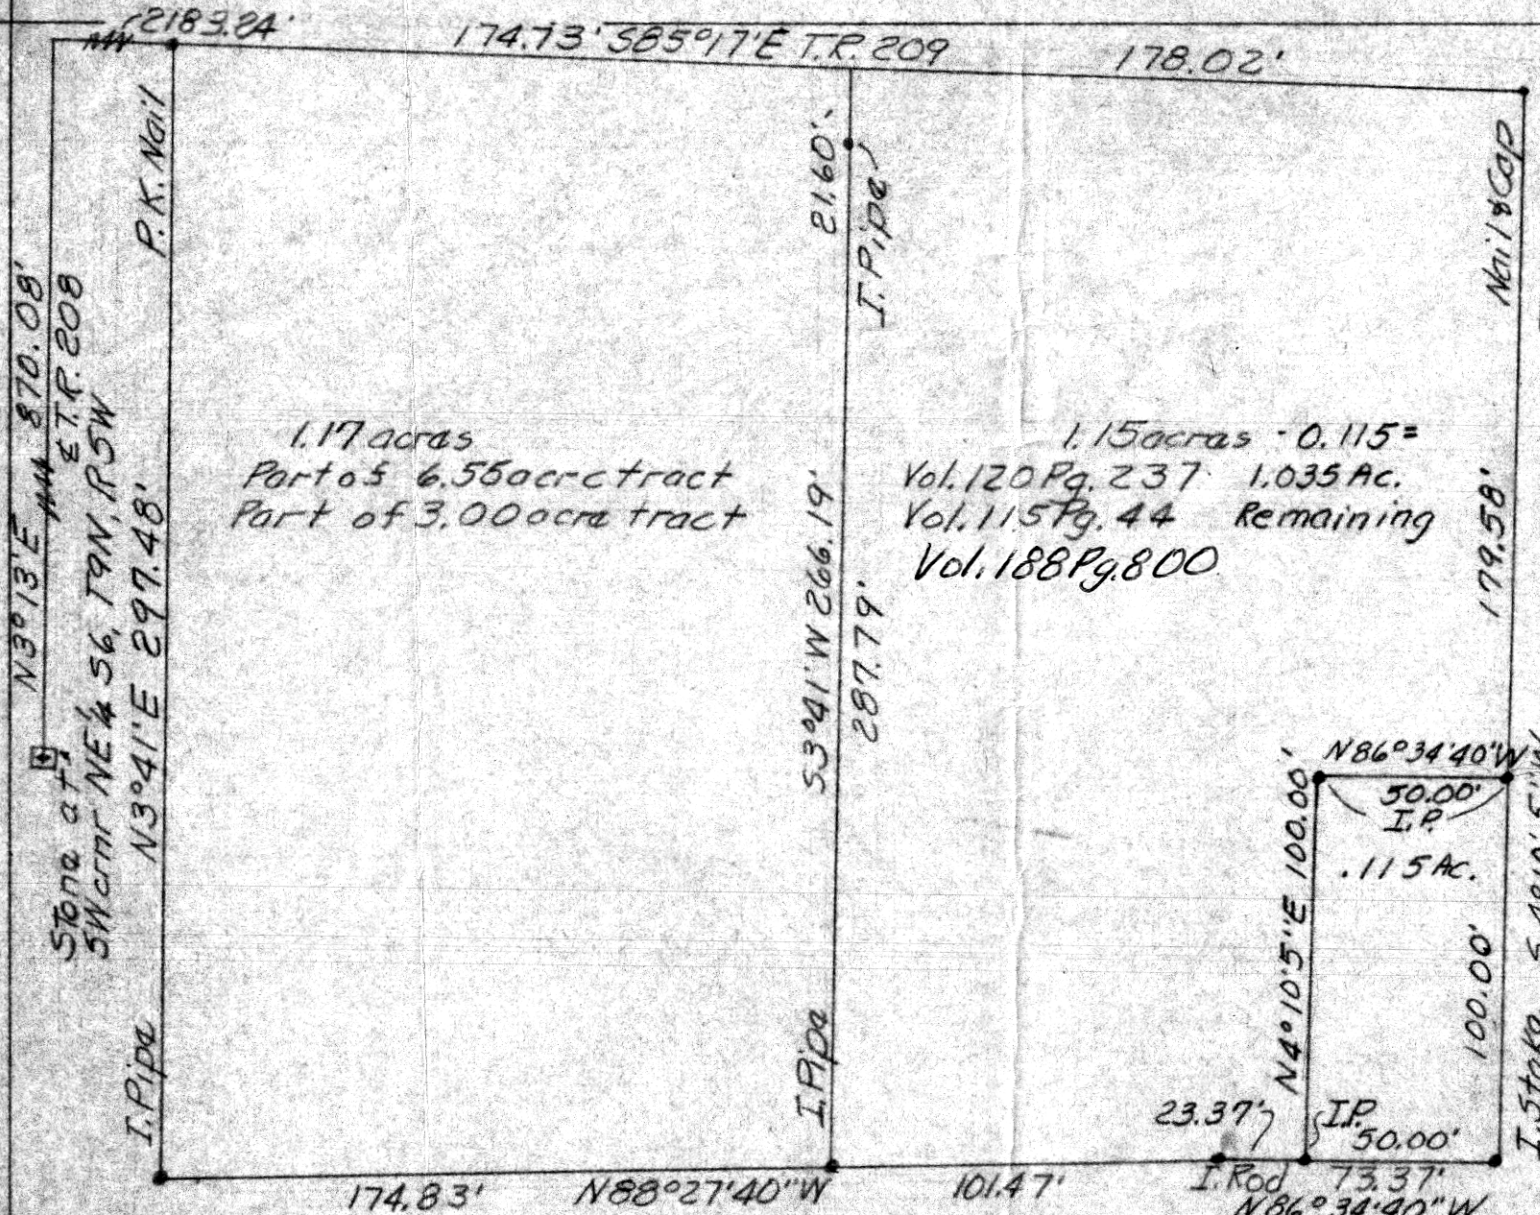 2183.24'
174.73' S85°17'E T.R. 209
178.02'
P.K. Nail
N3°13'E 870.08'
℄ T.R. 208
Stone at
SW crnr NE¼ S6, T9N, R5W
N3°41'E 297.48'
I. Pipe
21.60'
I. Pipe
1.17 acres
Part of 6.55 acre tract
Part of 3.00 acre tract
S3°41'W 266.19'
287.79'
I. Pipe
1.15 acres - 0.115 =
Vol. 120 Pg. 237 1.035 Ac.
Vol. 115 Pg. 44 Remaining
Vol. 188 Pg. 800
Nail & Cap
179.58'
N86°34'40"W
50.00'
I.P.
.115 Ac.
N4°10'5"E 100.00'
100.00'
I. Stake
23.37'
I.P.
50.00'
174.83' N88°27'40"W 101.47'
I. Rod 73.37'
N86°34'40"W